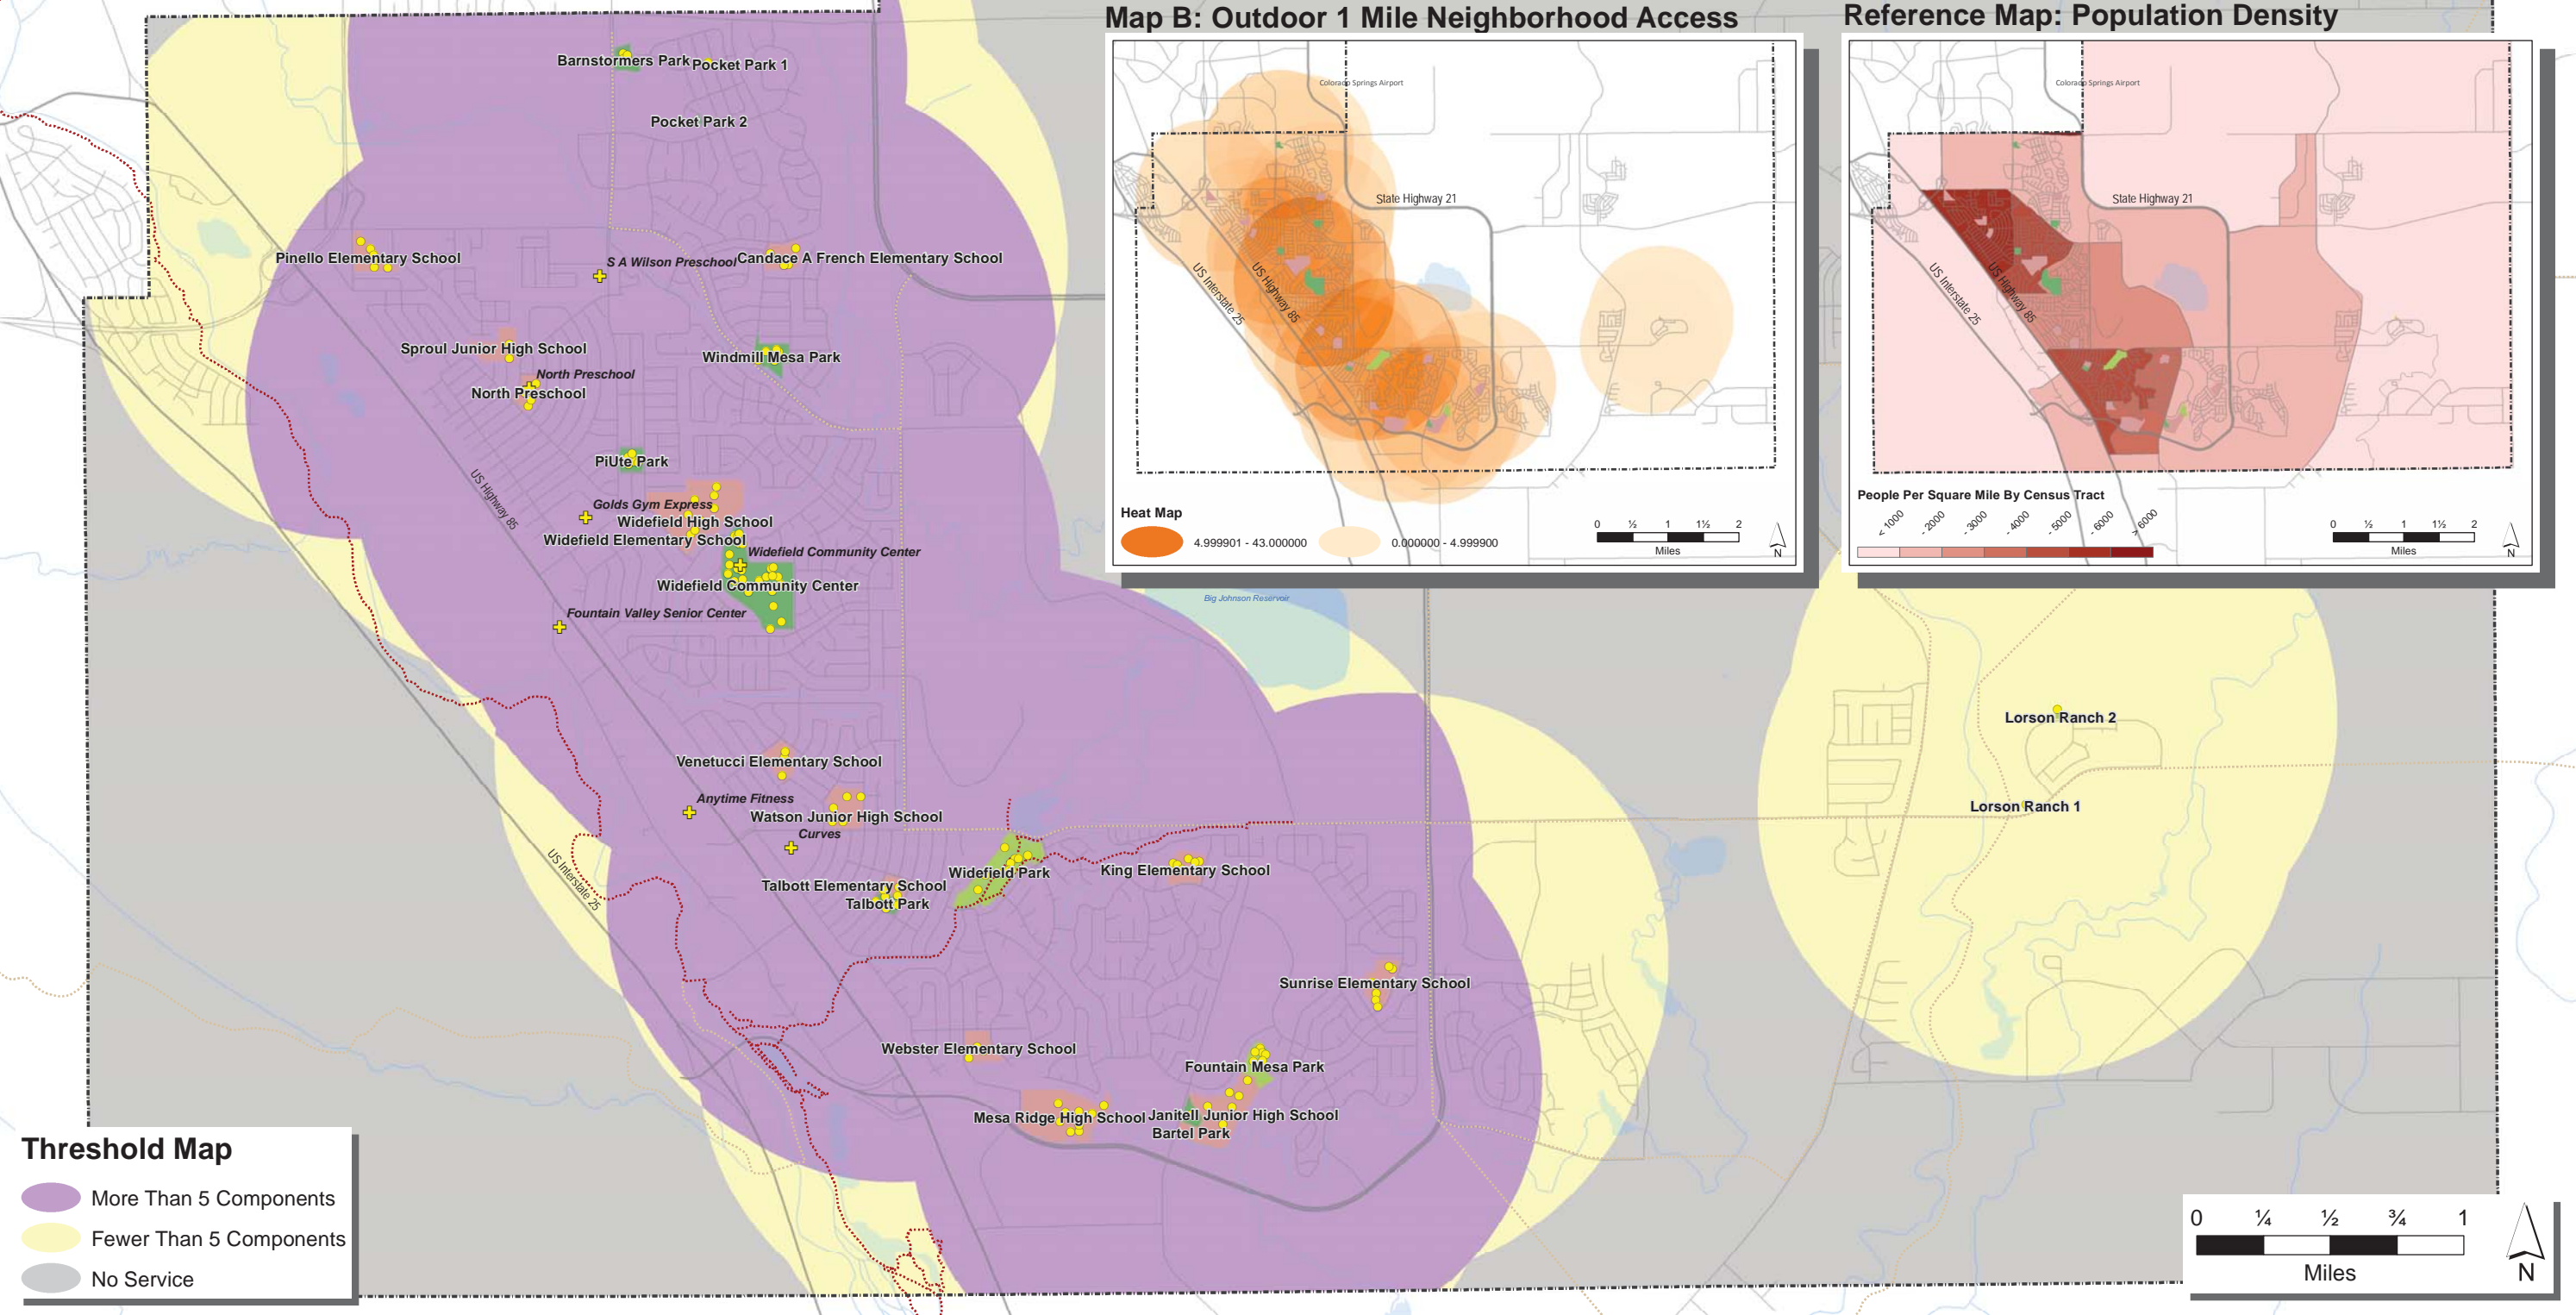 Map B: Outdoor 1 Mile Neighborhood Access
Reference Map: Population Density
Barnstormers Park
Pocket Park 1
Pocket Park 2
Pinello Elementary School
S A Wilson Preschool
Candace A French Elementary School
Sproul Junior High School
North Preschool
North Preschool
Windmill Mesa Park
PiUte Park
US Highway 85
Golds Gym Express
Widefield High School
Widefield Elementary School
Widefield Community Center
Widefield Community Center
Fountain Valley Senior Center
Venetucci Elementary School
Anytime Fitness
Watson Junior High School
Curves
US Interstate 25
Talbott Elementary School
Talbott Park
Widefield Park
King Elementary School
Sunrise Elementary School
Webster Elementary School
Fountain Mesa Park
Mesa Ridge High School
Janitell Junior High School
Bartel Park
Big Johnson Reservoir
Lorson Ranch 2
Lorson Ranch 1
Colorado Springs Airport
State Highway 21
US Interstate 25
US Highway 85
Heat Map
4.999901 - 43.000000
0.000000 - 4.999900
0 ½ 1 1½ 2
Miles
N
Colorado Springs Airport
State Highway 21
US Interstate 25
US Highway 85
People Per Square Mile By Census Tract
< 1000 - 2000 - 3000 - 4000 - 5000 - 6000 > 6000
0 ½ 1 1½ 2
Miles
N
Threshold Map
More Than 5 Components
Fewer Than 5 Components
No Service
0 ¼ ½ ¾ 1
Miles
N